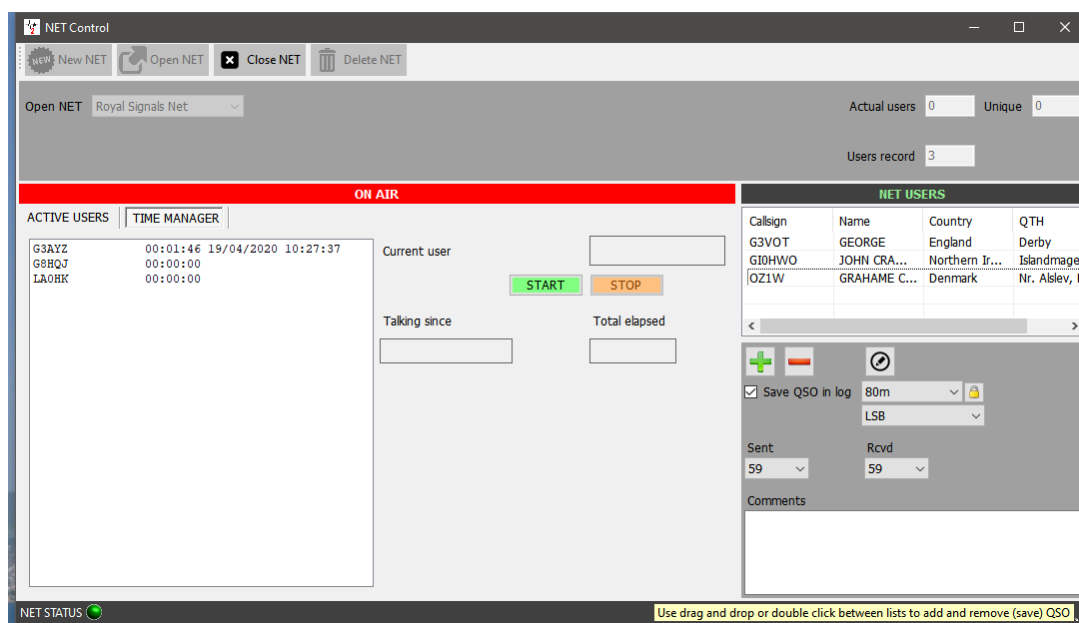 NET Control
NEW New NET Open NET Close NET Delete NET
Open NET Royal Signals Net Actual users 0 Unique 0
Users record 3
ON AIR NET USERS
ACTIVE USERS TIME MANAGER
G3AYZ 00:01:46 19/04/2020 10:27:37
G8HQJ 00:00:00
LA0HK 00:00:00
Current user
START STOP
Talking since Total elapsed
Callsign Name Country QTH
G3VOT GEORGE England Derby
GI0HWO JOHN CRA... Northern Ir... Islandmage
OZ1W GRAHAME C... Denmark Nr. Alslev,
Save QSO in log 80m
LSB
Sent Rcvd
59 59
Comments
NET STATUS Use drag and drop or double click between lists to add and remove (save) QSO